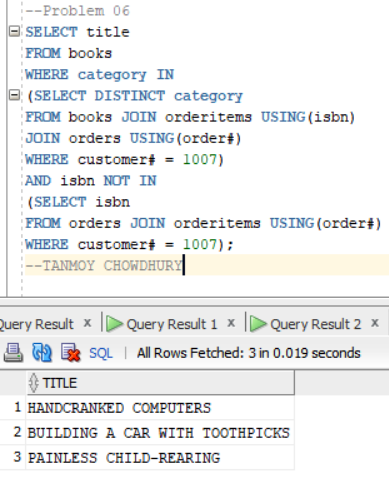 --Problem 06
SELECT title
FROM books
WHERE category IN
(SELECT DISTINCT category
FROM books JOIN orderitems USING(isbn)
JOIN orders USING(order#)
WHERE customer# = 1007)
AND isbn NOT IN
(SELECT isbn
FROM orders JOIN orderitems USING(order#)
WHERE customer# = 1007);
--TANMOY CHOWDHURY
Query Result x Query Result 1 x Query Result 2 x
SQL | All Rows Fetched: 3 in 0.019 seconds
TITLE
1 HANDCRANKED COMPUTERS
2 BUILDING A CAR WITH TOOTHPICKS
3 PAINLESS CHILD-REARING